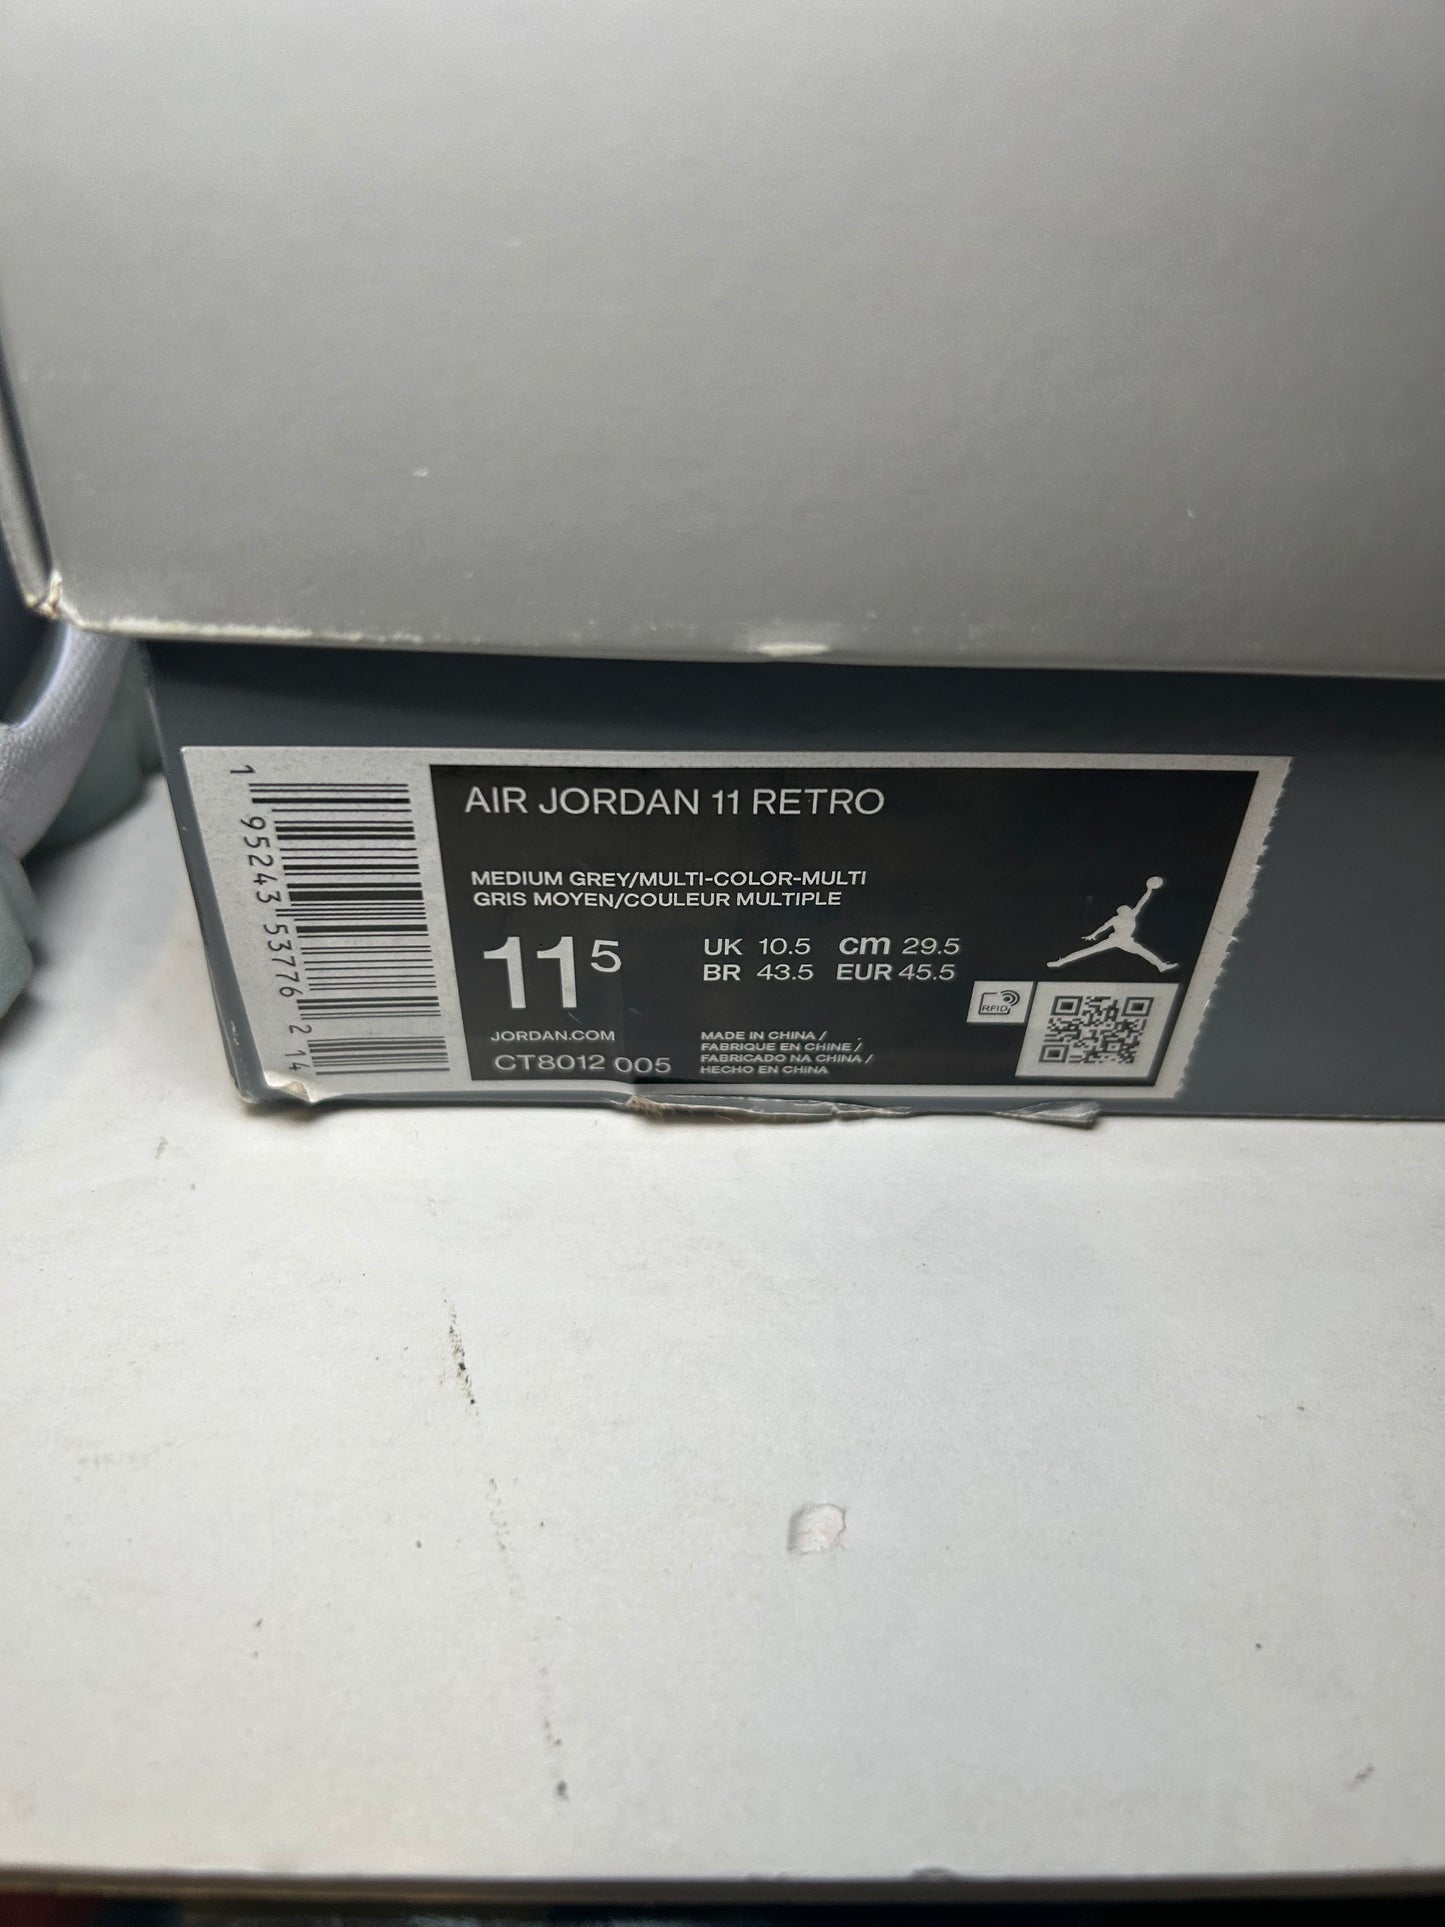 AIR JORDAN 11 RETRO
MEDIUM GREY/MULTI-COLOR-MULTI
GRIS MOYEN/COULEUR MULTIPLE
11 5
UK 10.5 cm 29.5
BR 43.5 EUR 45.5
RFID
JORDAN.COM
CT8012 005
MADE IN CHINA /
FABRIQUE EN CHINE /
FABRICADO NA CHINA /
HECHO EN CHINA
1 95243 53776 2 14